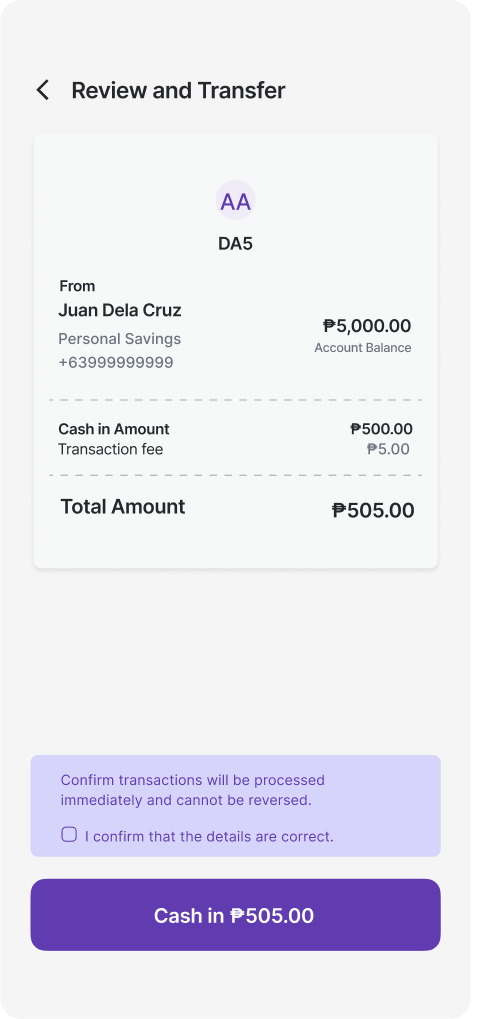 Review and Transfer
AA
DA5
From
Juan Dela Cruz
Personal Savings
+63999999999
₱5,000.00
Account Balance
Cash in Amount ₱500.00
Transaction fee ₱5.00
Total Amount ₱505.00
Confirm transactions will be processed
immediately and cannot be reversed.
I confirm that the details are correct.
Cash in ₱505.00